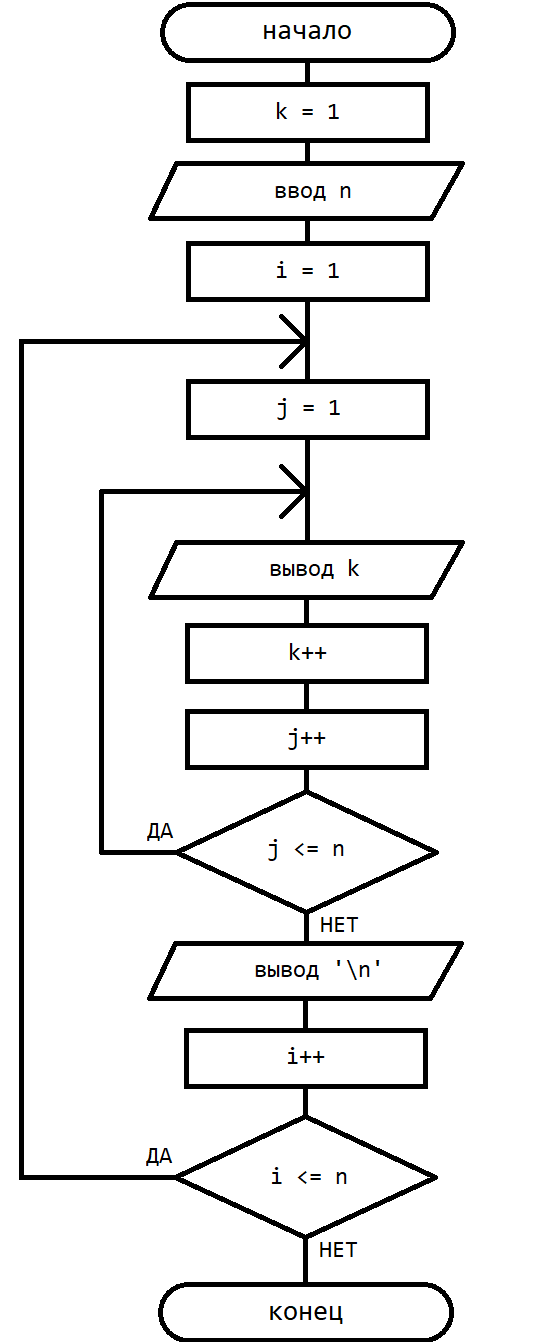 начало
k = 1
ввод n
i = 1
j = 1
вывод k
k++
j++
ДА
j <= n
НЕТ
вывод '\n'
i++
ДА
i <= n
НЕТ
конец